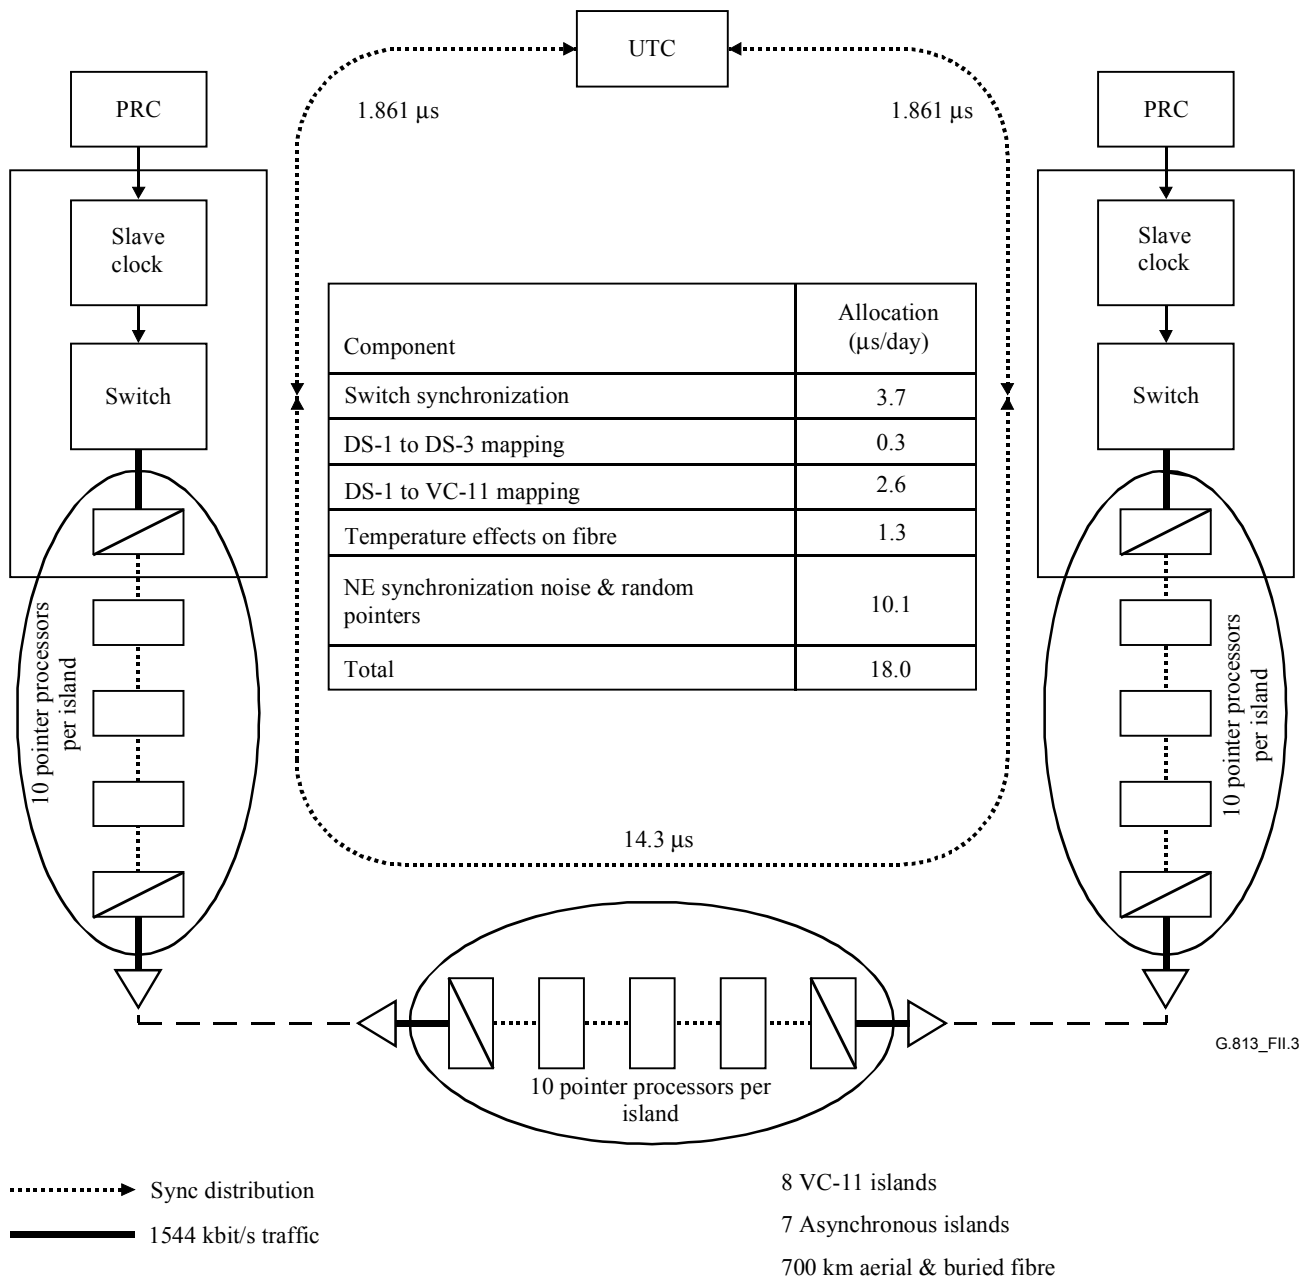 UTC
PRC
1.861 µs
1.861 µs
PRC
Slave
clock
Slave
clock
Switch
Switch
Component
Allocation
(µs/day)
Switch synchronization 3.7
DS-1 to DS-3 mapping 0.3
DS-1 to VC-11 mapping 2.6
Temperature effects on fibre 1.3
NE synchronization noise & random
pointers
10.1
Total 18.0
10 pointer processors
per island
10 pointer processors
per island
14.3 µs
10 pointer processors per
island
G.813_FII.3
Sync distribution
1544 kbit/s traffic
8 VC-11 islands
7 Asynchronous islands
700 km aerial & buried fibre